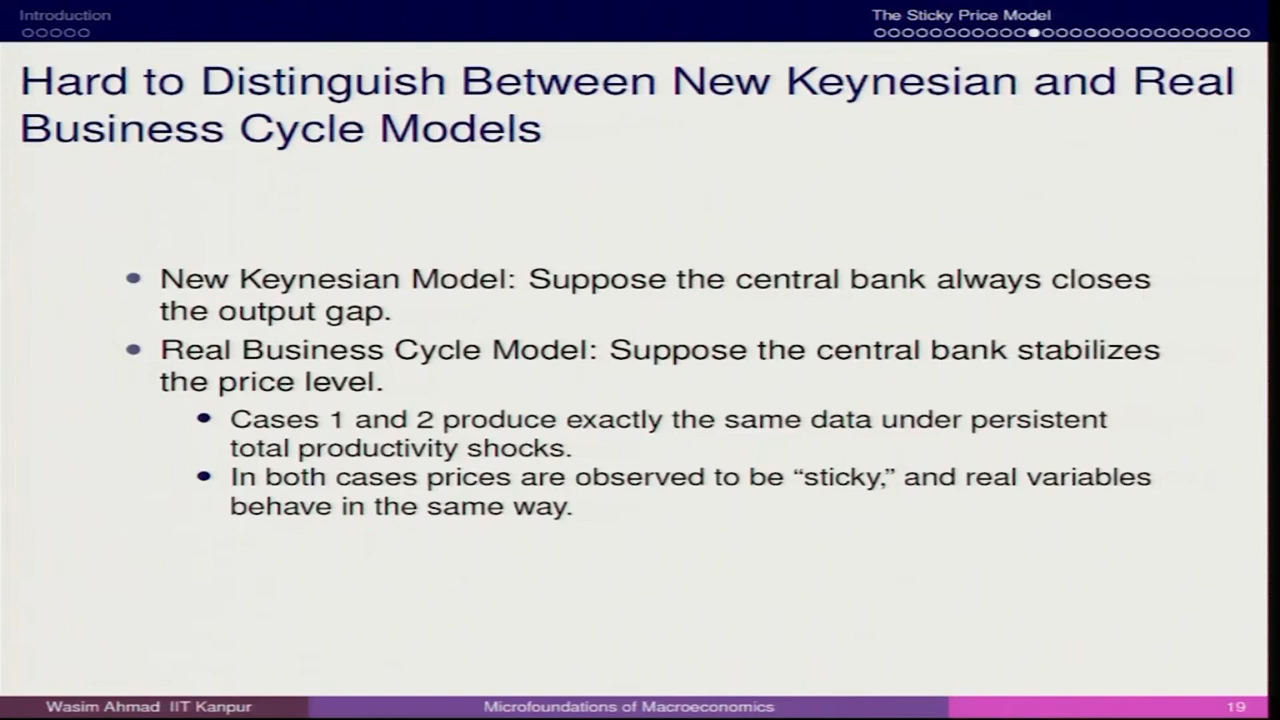 Introduction
The Sticky Price Model
Hard to Distinguish Between New Keynesian and Real
Business Cycle Models
• New Keynesian Model: Suppose the central bank always closes
the output gap.
• Real Business Cycle Model: Suppose the central bank stabilizes
the price level.
• Cases 1 and 2 produce exactly the same data under persistent
total productivity shocks.
• In both cases prices are observed to be “sticky,” and real variables
behave in the same way.
Wasim Ahmad IIT Kanpur
Microfoundations of Macroeconomics
19